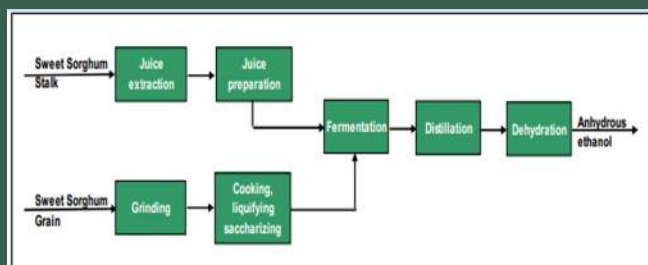 Sweet Sorghum
Stalk
Juice
extraction
Juice
preparation
Fermentation
Distillation
Dehydration
Anhydrous
ethanol
Sweet Sorghum
Grain
Grinding
Cooking,
liquifying
saccharizing